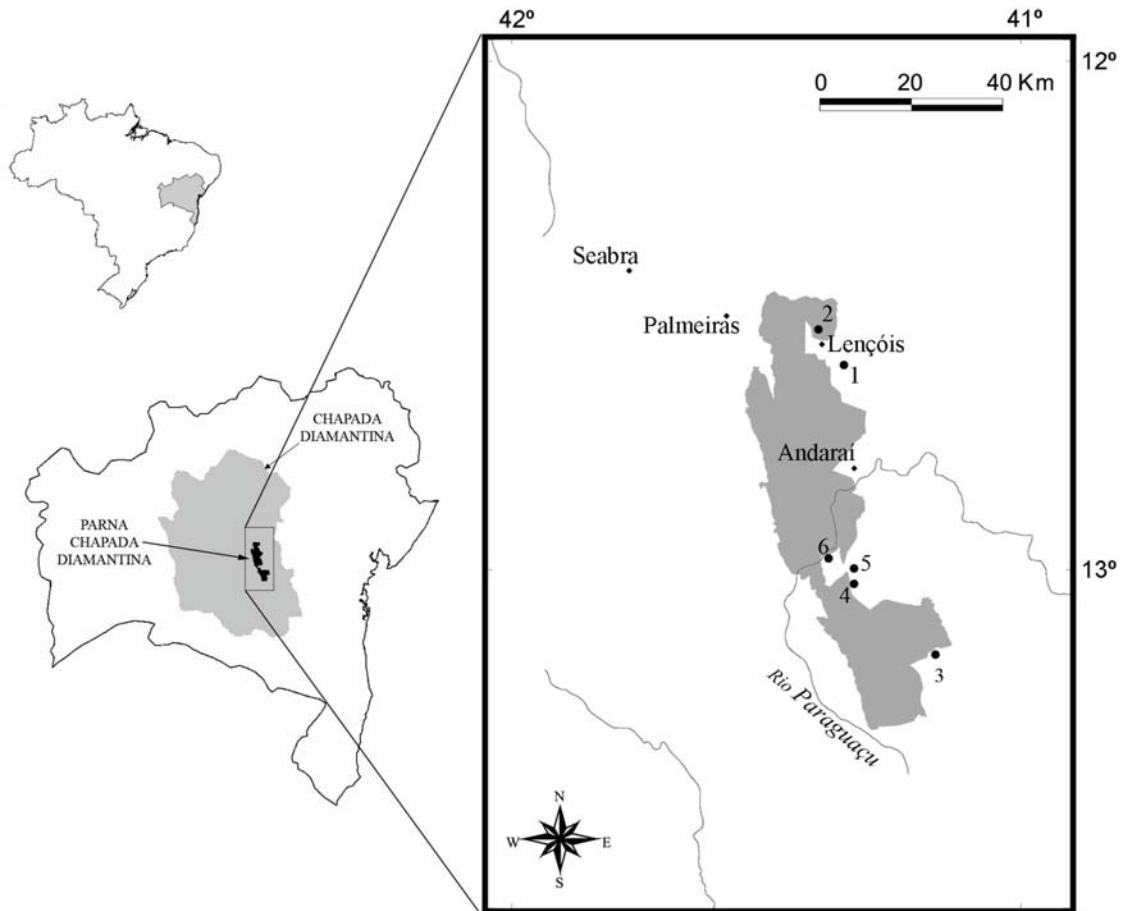 42º
41º
12º
0
20
40 Km
Seabra
Palmeiras
2
Lençóis
1
Andaraí
CHAPADA
DIAMANTINA
PARNA
CHAPADA
DIAMANTINA
6
5
13º
4
3
Rio Paraguaçu
N
W
E
S